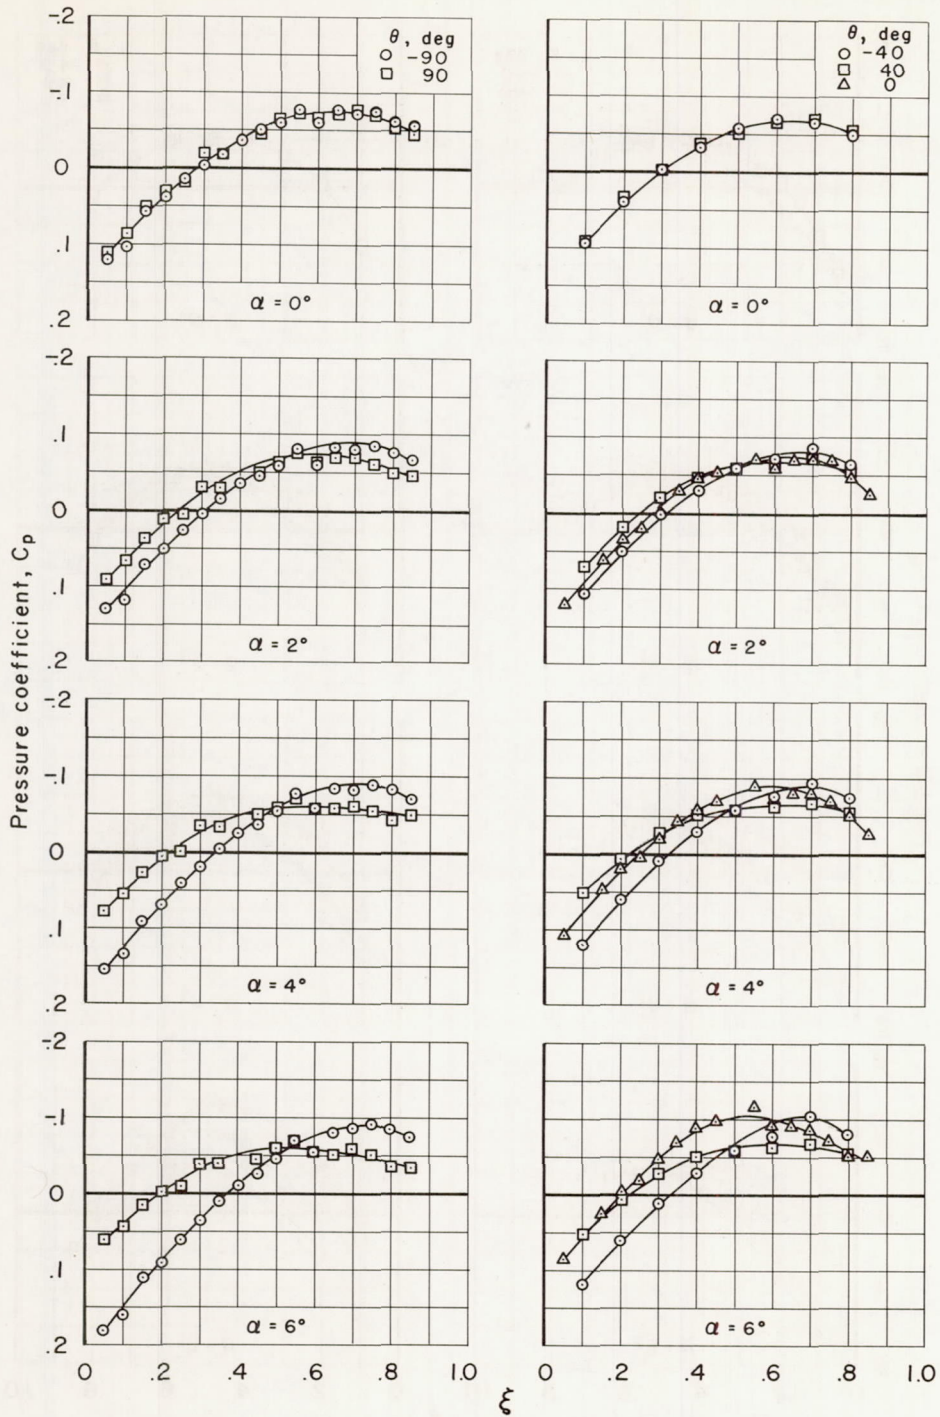 Pressure coefficient, Cp
-.2
-.1
0
.1
.2
θ, deg
-90
90
α = 0°
θ, deg
-40
40
0
α = 0°
-.2
.1
0
.1
.2
α = 2°
α = 2°
-.2
-.1
0
.1
.2
α = 4°
α = 4°
-.2
-.1
0
.1
.2
α = 6°
α = 6°
0 .2 .4 .6 .8 1.0
0 .2 .4 .6 .8 1.0
ξ